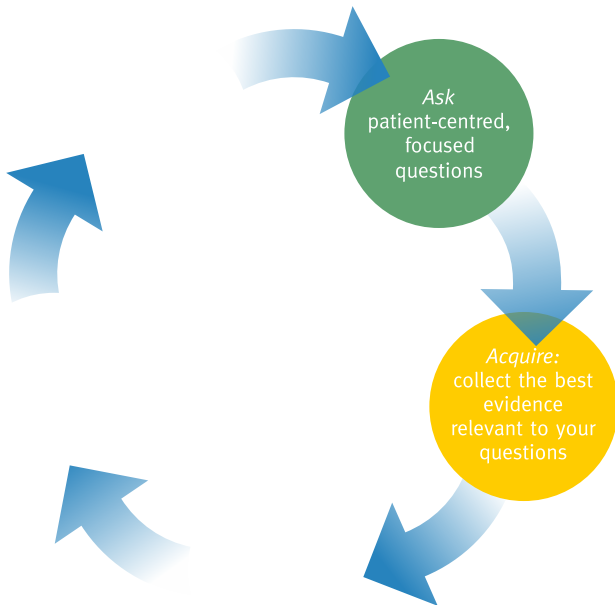 Ask
patient-centred,
focused
questions
Acquire:
collect the best
evidence
relevant to your
questions